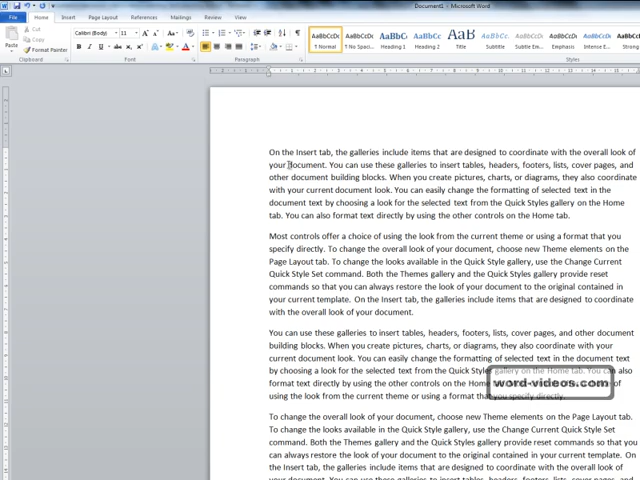 Document1 - Microsoft Word
File Home Insert Page Layout References Mailings Review View
Paste Cut Copy Format Painter
Calibri (Body) 11
AaBbCcDc AaBbCcDc AaBbCc AaBbCc AaB AaBbCc. AaBbCcDc AaBbCcDc AaBbCcDc
¶ Normal ¶ No Spaci... Heading 1 Heading 2 Title Subtitle Subtle Em... Emphasis Intense E... Strong
Clipboard Font Paragraph Styles
On the Insert tab, the galleries include items that are designed to coordinate with the overall look of
your document. You can use these galleries to insert tables, headers, footers, lists, cover pages, and
other document building blocks. When you create pictures, charts, or diagrams, they also coordinate
with your current document look. You can easily change the formatting of selected text in the
document text by choosing a look for the selected text from the Quick Styles gallery on the Home
tab. You can also format text directly by using the other controls on the Home tab.
Most controls offer a choice of using the look from the current theme or using a format that you
specify directly. To change the overall look of your document, choose new Theme elements on the
Page Layout tab. To change the looks available in the Quick Style gallery, use the Change Current
Quick Style Set command. Both the Themes gallery and the Quick Styles gallery provide reset
commands so that you can always restore the look of your document to the original contained in
your current template. On the Insert tab, the galleries include items that are designed to coordinate
with the overall look of your document.
You can use these galleries to insert tables, headers, footers, lists, cover pages, and other document
building blocks. When you create pictures, charts, or diagrams, they also coordinate with your
current document look. You can easily change the formatting of selected text in the document text
by choosing a look for the selected text from the Quick Styles gallery on the Home tab. You can also
format text directly by using the other controls on the Home
word-videos.com
using the look from the current theme or using a format that you specify directly.
To change the overall look of your document, choose new Theme elements on the Page Layout tab.
To change the looks available in the Quick Style gallery, use the Change Current Quick Style Set
command. Both the Themes gallery and the Quick Styles gallery provide reset commands so that you
can always restore the look of your document to the original contained in your current template. On
the Insert tab, the galleries include items that are designed to coordinate with the overall look of
your document. You can use these galleries to insert tables, headers, footers, lists, cover pages, and